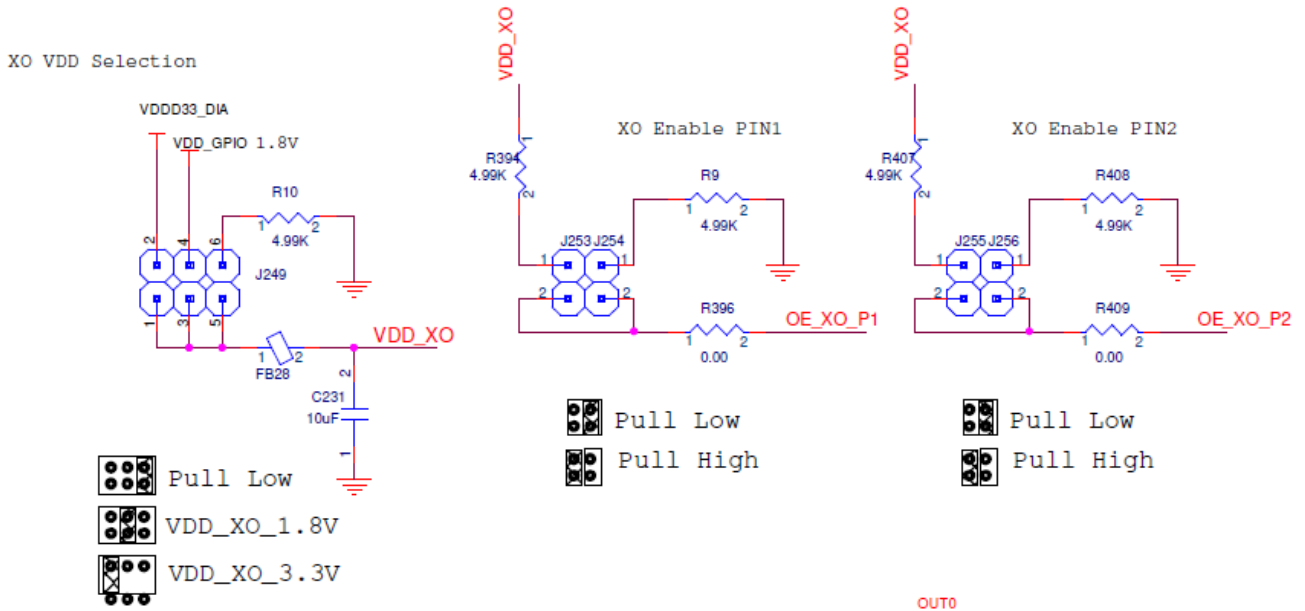 XO VDD Selection
VDDD33_DIA
VDD_GPIO 1.8V
R10
1 2
4.99K
2 4 6
J249
1 3 5
VDD_XO
1 2
FB28
2
C231
10uF
1
Pull Low
VDD_XO_1.8V
VDD_XO_3.3V
VDD_XO
XO Enable PIN1
1
R394
4.99K
2
R9
1 2
4.99K
J253 J254
1 1
2 2
R396
OE_XO_P1
1 2
0.00
Pull Low
Pull High
VDD_XO
XO Enable PIN2
1
R407
4.99K
2
R408
1 2
4.99K
J255 J256
1 1
2 2
R409
OE_XO_P2
1 2
0.00
Pull Low
Pull High
OUT0